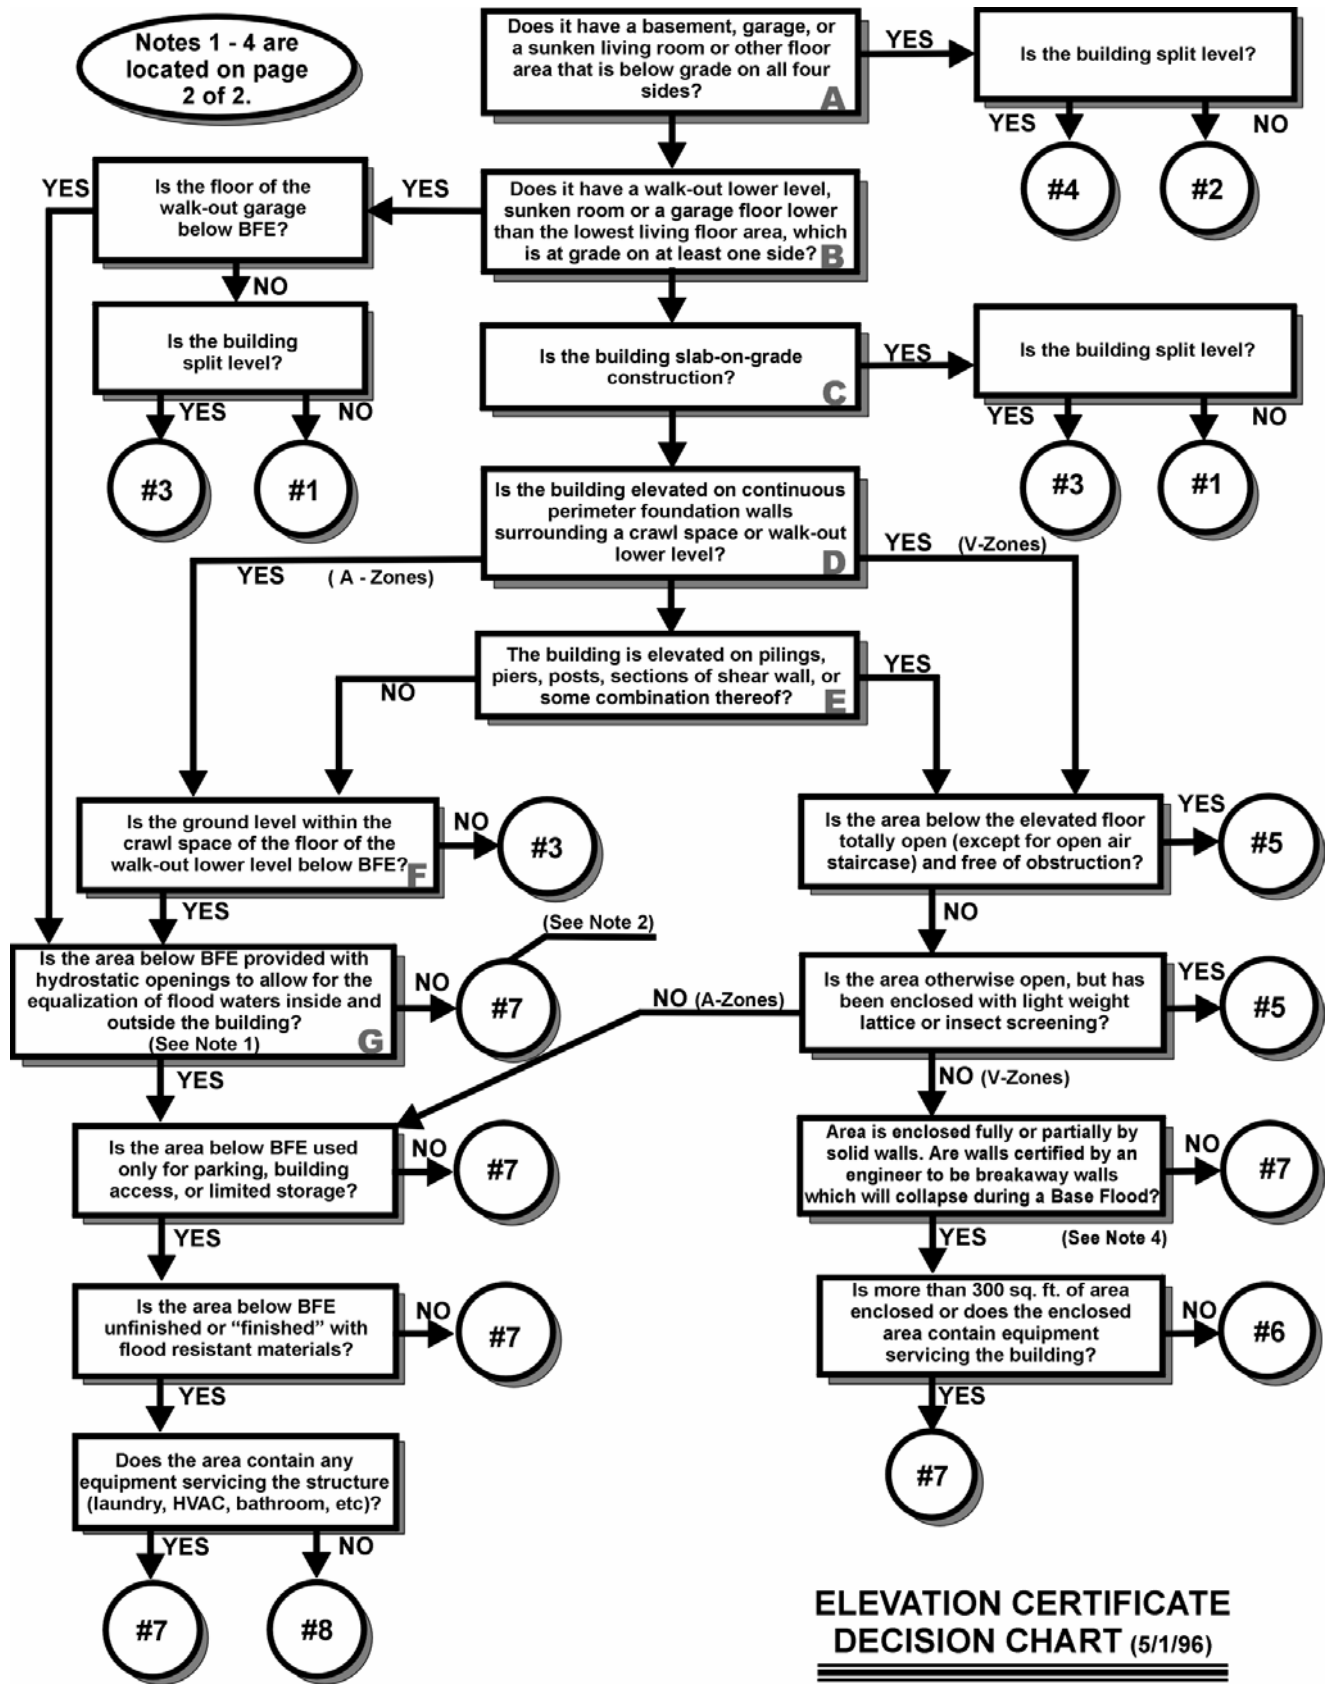 Notes 1 - 4 are
located on page
2 of 2.
Does it have a basement, garage, or
a sunken living room or other floor
area that is below grade on all four
sides?
A
YES
Is the building split level?
YES
NO
#4
#2
Does it have a walk-out lower level,
sunken room or a garage floor lower
than the lowest living floor area, which
is at grade on at least one side?
B
YES
Is the floor of the
walk-out garage
below BFE?
YES
NO
Is the building
split level?
YES
NO
#3
#1
Is the building slab-on-grade
construction?
C
YES
Is the building split level?
YES
NO
#3
#1
Is the building elevated on continuous
perimeter foundation walls
surrounding a crawl space or walk-out
lower level?
D
YES
( A - Zones)
YES
(V-Zones)
The building is elevated on pilings,
piers, posts, sections of shear wall, or
some combination thereof?
E
NO
YES
Is the ground level within the
crawl space of the floor of the
walk-out lower level below BFE?
F
NO
#3
YES
Is the area below the elevated floor
totally open (except for open air
staircase) and free of obstruction?
YES
#5
NO
Is the area below BFE provided with
hydrostatic openings to allow for the
equalization of flood waters inside and
outside the building?
(See Note 1)
G
NO
#7
(See Note 2)
YES
Is the area otherwise open, but has
been enclosed with light weight
lattice or insect screening?
YES
#5
NO (A-Zones)
NO (V-Zones)
Is the area below BFE used
only for parking, building
access, or limited storage?
NO
#7
YES
Area is enclosed fully or partially by
solid walls. Are walls certified by an
engineer to be breakaway walls
which will collapse during a Base Flood?
NO
#7
YES
(See Note 4)
Is the area below BFE
unfinished or “finished” with
flood resistant materials?
NO
#7
YES
Is more than 300 sq. ft. of area
enclosed or does the enclosed
area contain equipment
servicing the building?
NO
#6
YES
#7
Does the area contain any
equipment servicing the structure
(laundry, HVAC, bathroom, etc)?
YES
NO
#7
#8
ELEVATION CERTIFICATE
DECISION CHART (5/1/96)